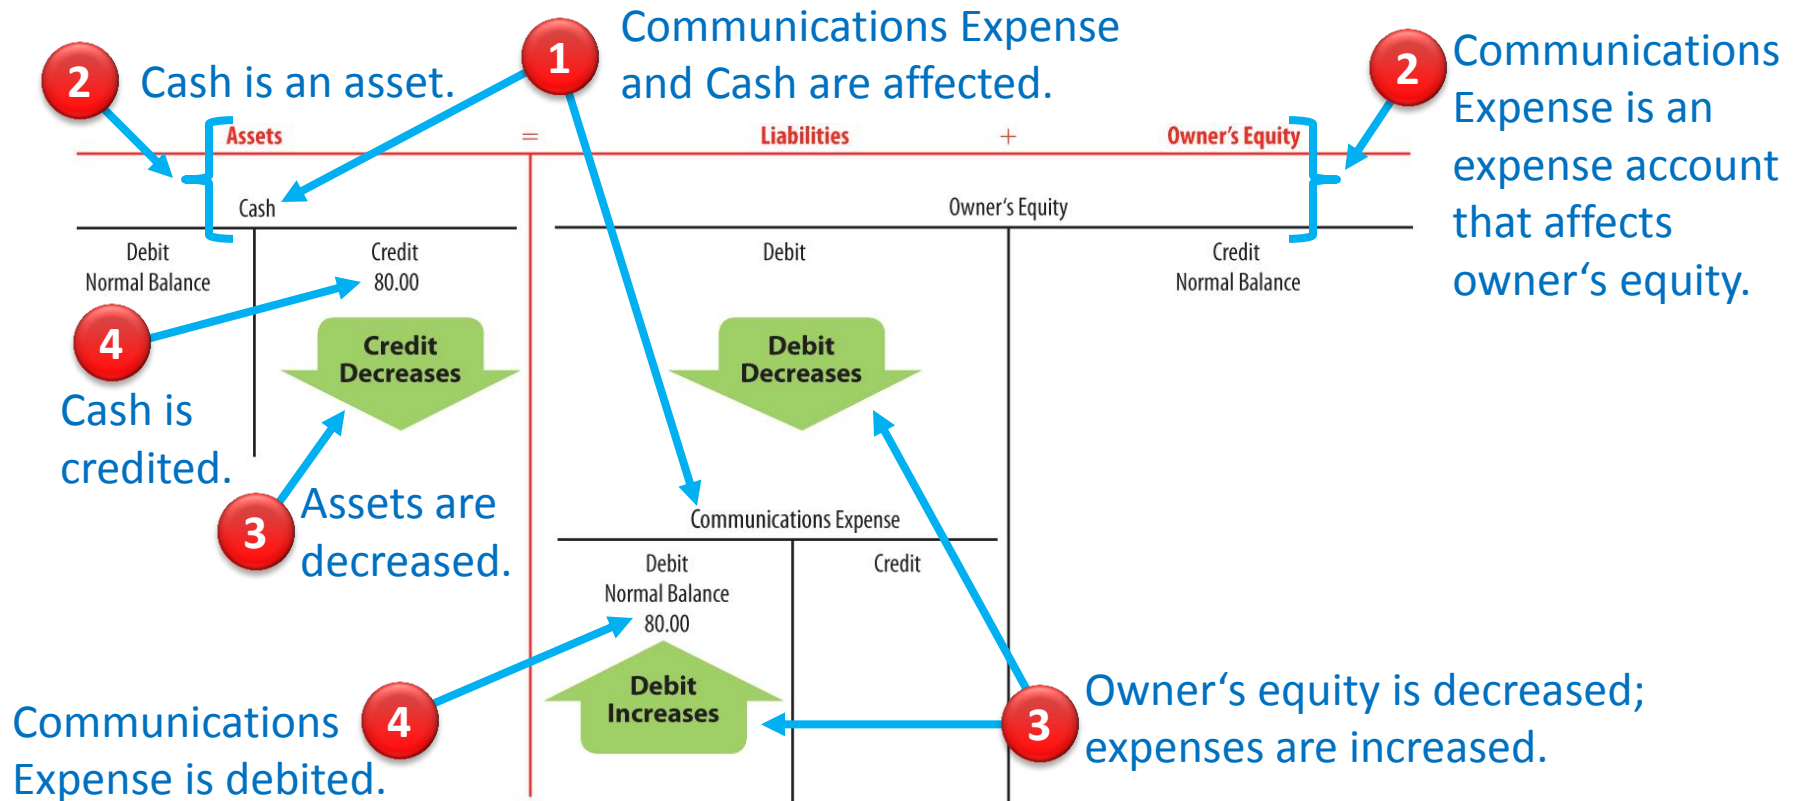 1
Communications Expense
and Cash are affected.
2
Cash is an asset.
2
Communications
Expense is an
expense account
that affects
owner‘s equity.
Assets = Liabilities + Owner's Equity
Cash
Debit
Normal Balance
Credit
80.00
Owner's Equity
Debit
Credit
Normal Balance
4
Cash is
credited.
Credit
Decreases
Debit
Decreases
3
Assets are
decreased.
Communications Expense
Debit
Normal Balance
80.00
Credit
Debit
Increases
4
Communications
Expense is debited.
3
Owner‘s equity is decreased;
expenses are increased.